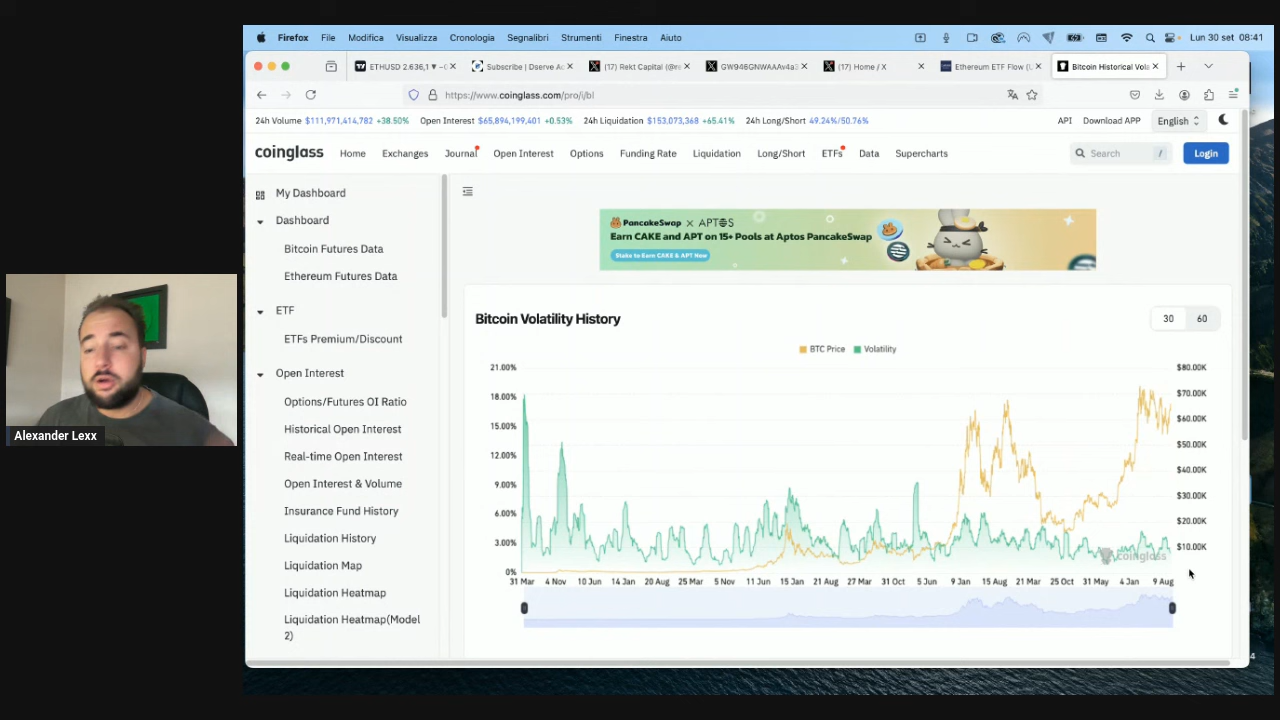 Firefox File Modifica Visualizza Cronologia Segnalibri Strumenti Finestra Aiuto
Lun 30 set 08:41
ETHUSD 2.636,1
Subscribe | Dserve
(17) Rekt Capital (@r
GW946GNWAAAv4a
(17) Home / X
Ethereum ETF Flow (
Bitcoin Historical Vol
https://www.coinglass.com/pro/i/bl
24h Volume $111,971,414,782 +38.50% Open Interest $65,894,199,401 +0.53% 24h Liquidation $153,073,368 +65.41% 24h Long/Short 49.24%/50.76%
API Download APP English
coinglass Home Exchanges Journal Open Interest Options Funding Rate Liquidation Long/Short ETFs Data Supercharts
Search /
Login
My Dashboard
Dashboard
Bitcoin Futures Data
Ethereum Futures Data
ETF
ETFs Premium/Discount
Open Interest
Options/Futures OI Ratio
Historical Open Interest
Real-time Open Interest
Open Interest & Volume
Insurance Fund History
Liquidation History
Liquidation Map
Liquidation Heatmap
Liquidation Heatmap(Model
2)
PancakeSwap X APTOS
Earn CAKE and APT on 15+ Pools at Aptos PancakeSwap
Stake to Earn CAKE & APT Now
Bitcoin Volatility History
30 60
BTC Price Volatility
21.00%
18.00%
15.00%
12.00%
9.00%
6.00%
3.00%
0%
$80.00K
$70.00K
$60.00K
$50.00K
$40.00K
$30.00K
$20.00K
$10.00K
coinglass
31 Mar 4 Nov 10 Jun 14 Jan 20 Aug 25 Mar 5 Nov 11 Jun 15 Jan 21 Aug 27 Mar 31 Oct 5 Jun 9 Jan 15 Aug 21 Mar 25 Oct 31 May 4 Jan 9 Aug
Alexander Lexx